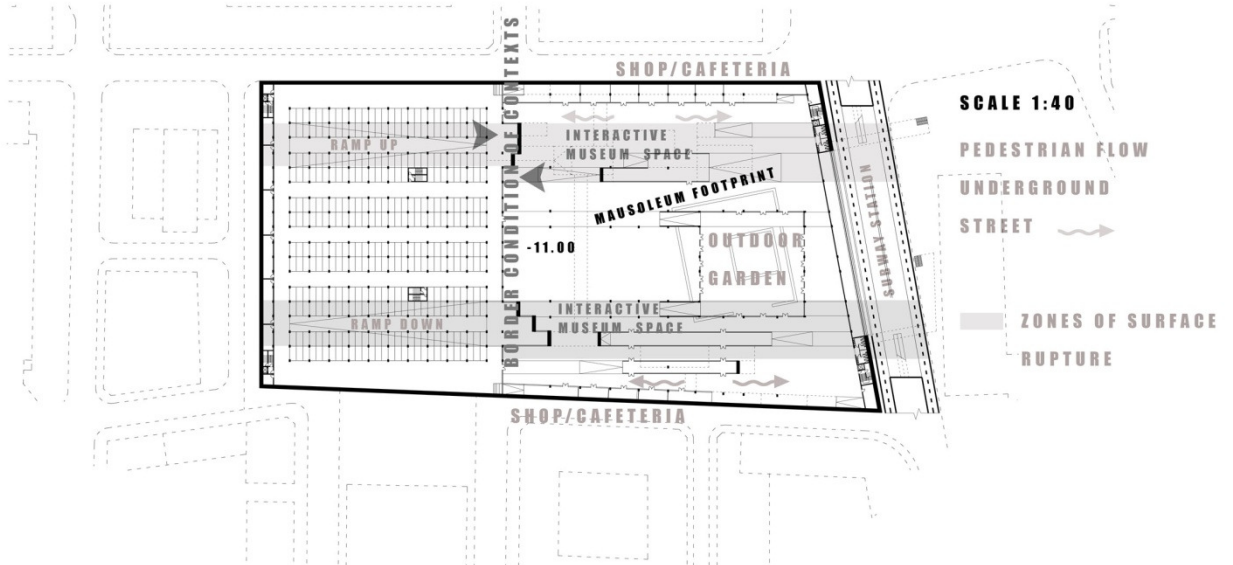 BORDER CONDITION OF CONTEXTS
SHOP/CAFETERIA
SCALE 1:40
RAMP UP
INTERACTIVE
MUSEUM SPACE
PEDESTRIAN FLOW
UNDERGROUND
STREET
MAUSOLEUM FOOTPRINT
SUBWAY STATION
-11.00
OUTDOOR
GARDEN
RAMP DOWN
INTERACTIVE
MUSEUM SPACE
ZONES OF SURFACE
RUPTURE
SHOP/CAFETERIA